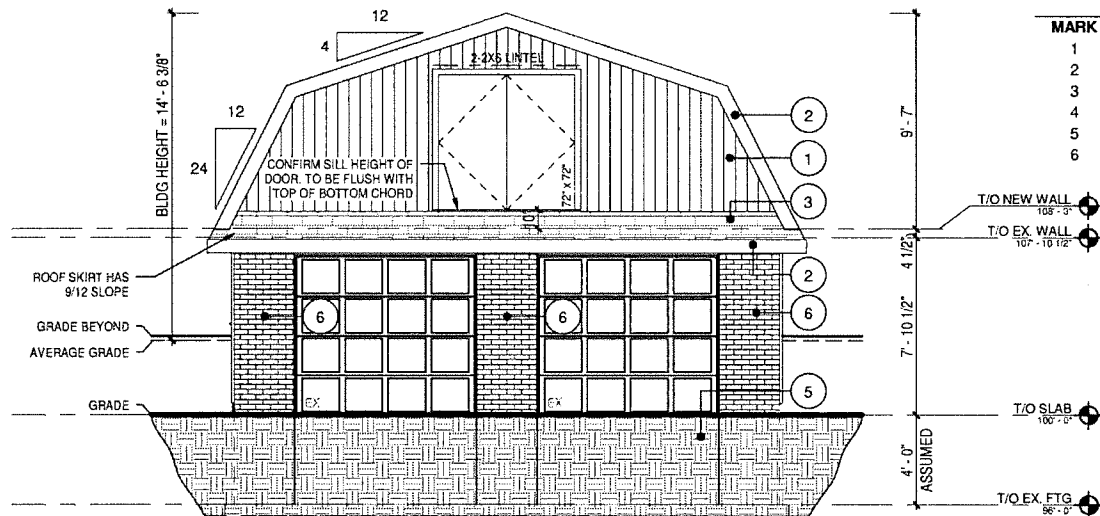 12
4
BLDG HEIGHT = 14' - 6 3/8"
12
24
2-2X6 LINTEL
CONFIRM SILL HEIGHT OF
DOOR. TO BE FLUSH WITH
TOP OF BOTTOM CHORD
72" x 72"
10"
2
1
3
9' - 7"
MARK
1
2
3
4
5
6
T/O NEW WALL
108' - 3"
T/O EX. WALL
107' - 10 1/2"
4 1/2"
ROOF SKIRT HAS
9/12 SLOPE
2
6
6
6
7' - 10 1/2"
GRADE BEYOND
AVERAGE GRADE
GRADE
EX
EX
5
T/O SLAB
100' - 0"
4' - 0"
ASSUMED
T/O EX. FTG
96' - 0"